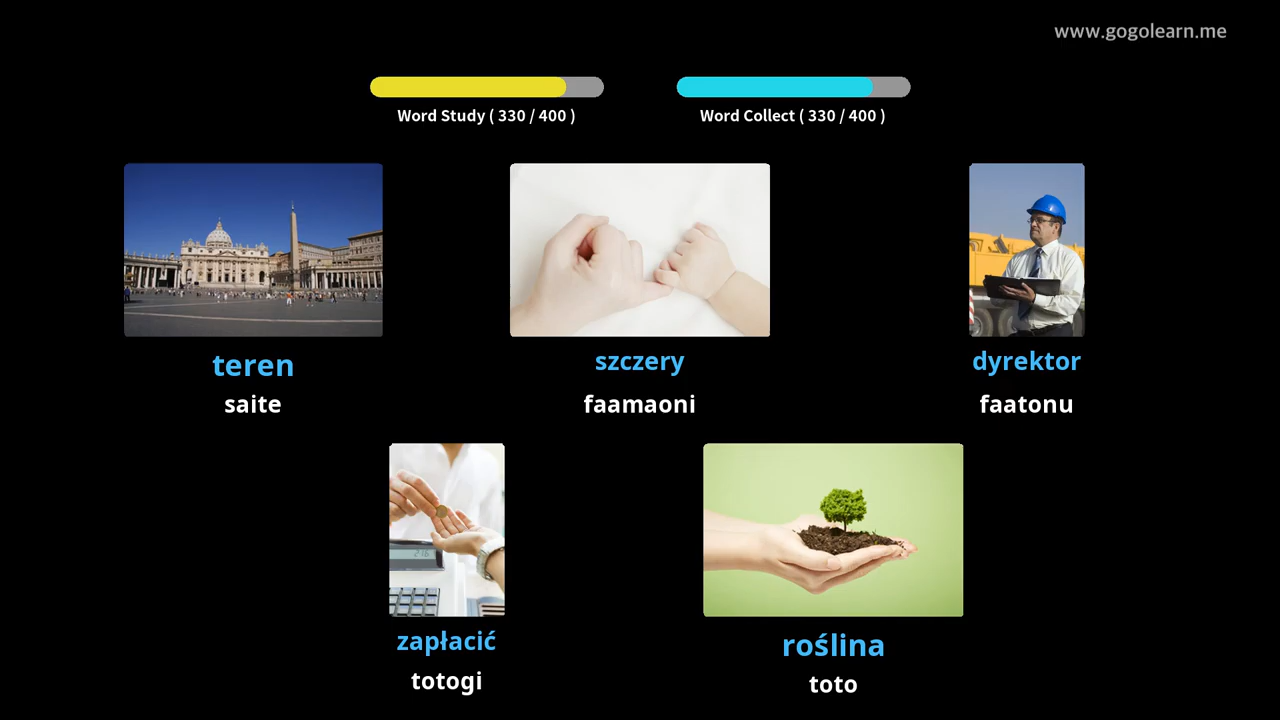 www.gogolearn.me
Word Study ( 330 / 400 )
Word Collect ( 330 / 400 )
teren
saite
szczery
faamaoni
dyrektor
faatonu
zapłacić
totogi
roślina
toto